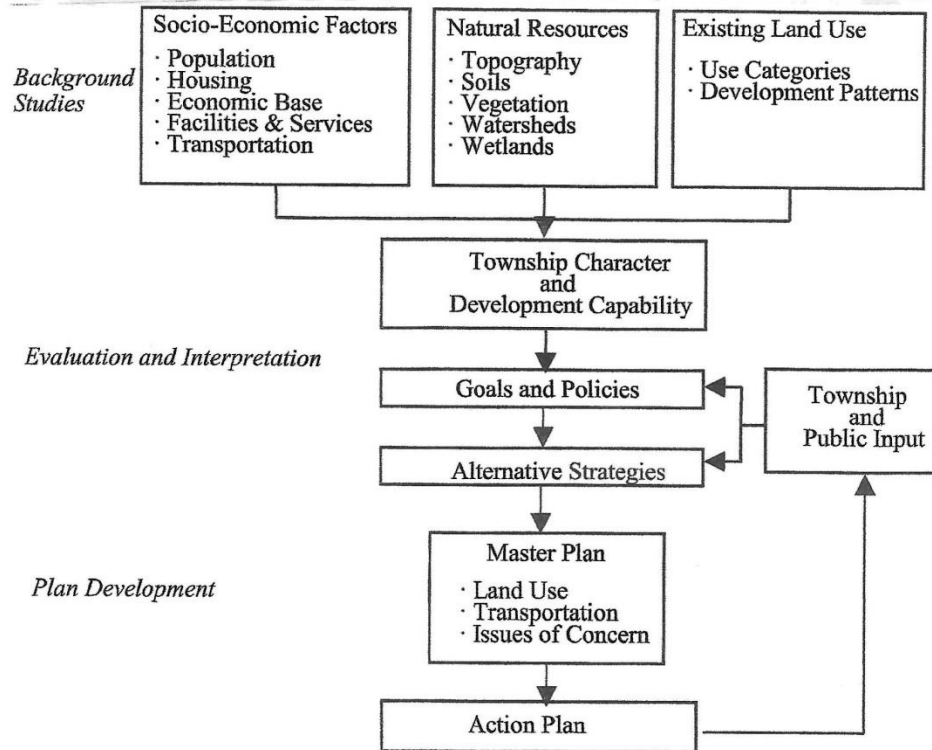 Background
Studies
Socio-Economic Factors
· Population
· Housing
· Economic Base
· Facilities & Services
· Transportation
Natural Resources
· Topography
· Soils
· Vegetation
· Watersheds
· Wetlands
Existing Land Use
· Use Categories
· Development Patterns
Township Character
and
Development Capability
Evaluation and Interpretation
Goals and Policies
Township
and
Public Input
Alternative Strategies
Plan Development
Master Plan
· Land Use
· Transportation
· Issues of Concern
Action Plan